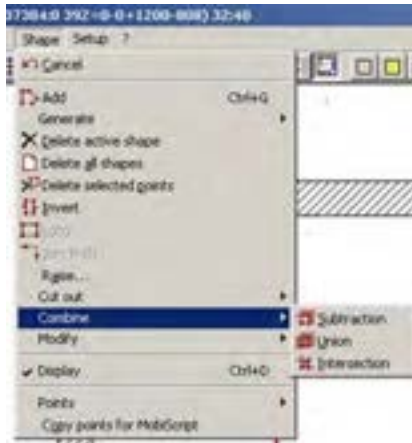 Shape Setup ?
Cancel
Add Ctrl+G
Generate
Delete active shape
Delete all shapes
Delete selected points
Invert
Raise...
Cut out
Combine
Subtraction
Union
Intersection
Modify
Display Ctrl+D
Points
Copy points for MobiScript